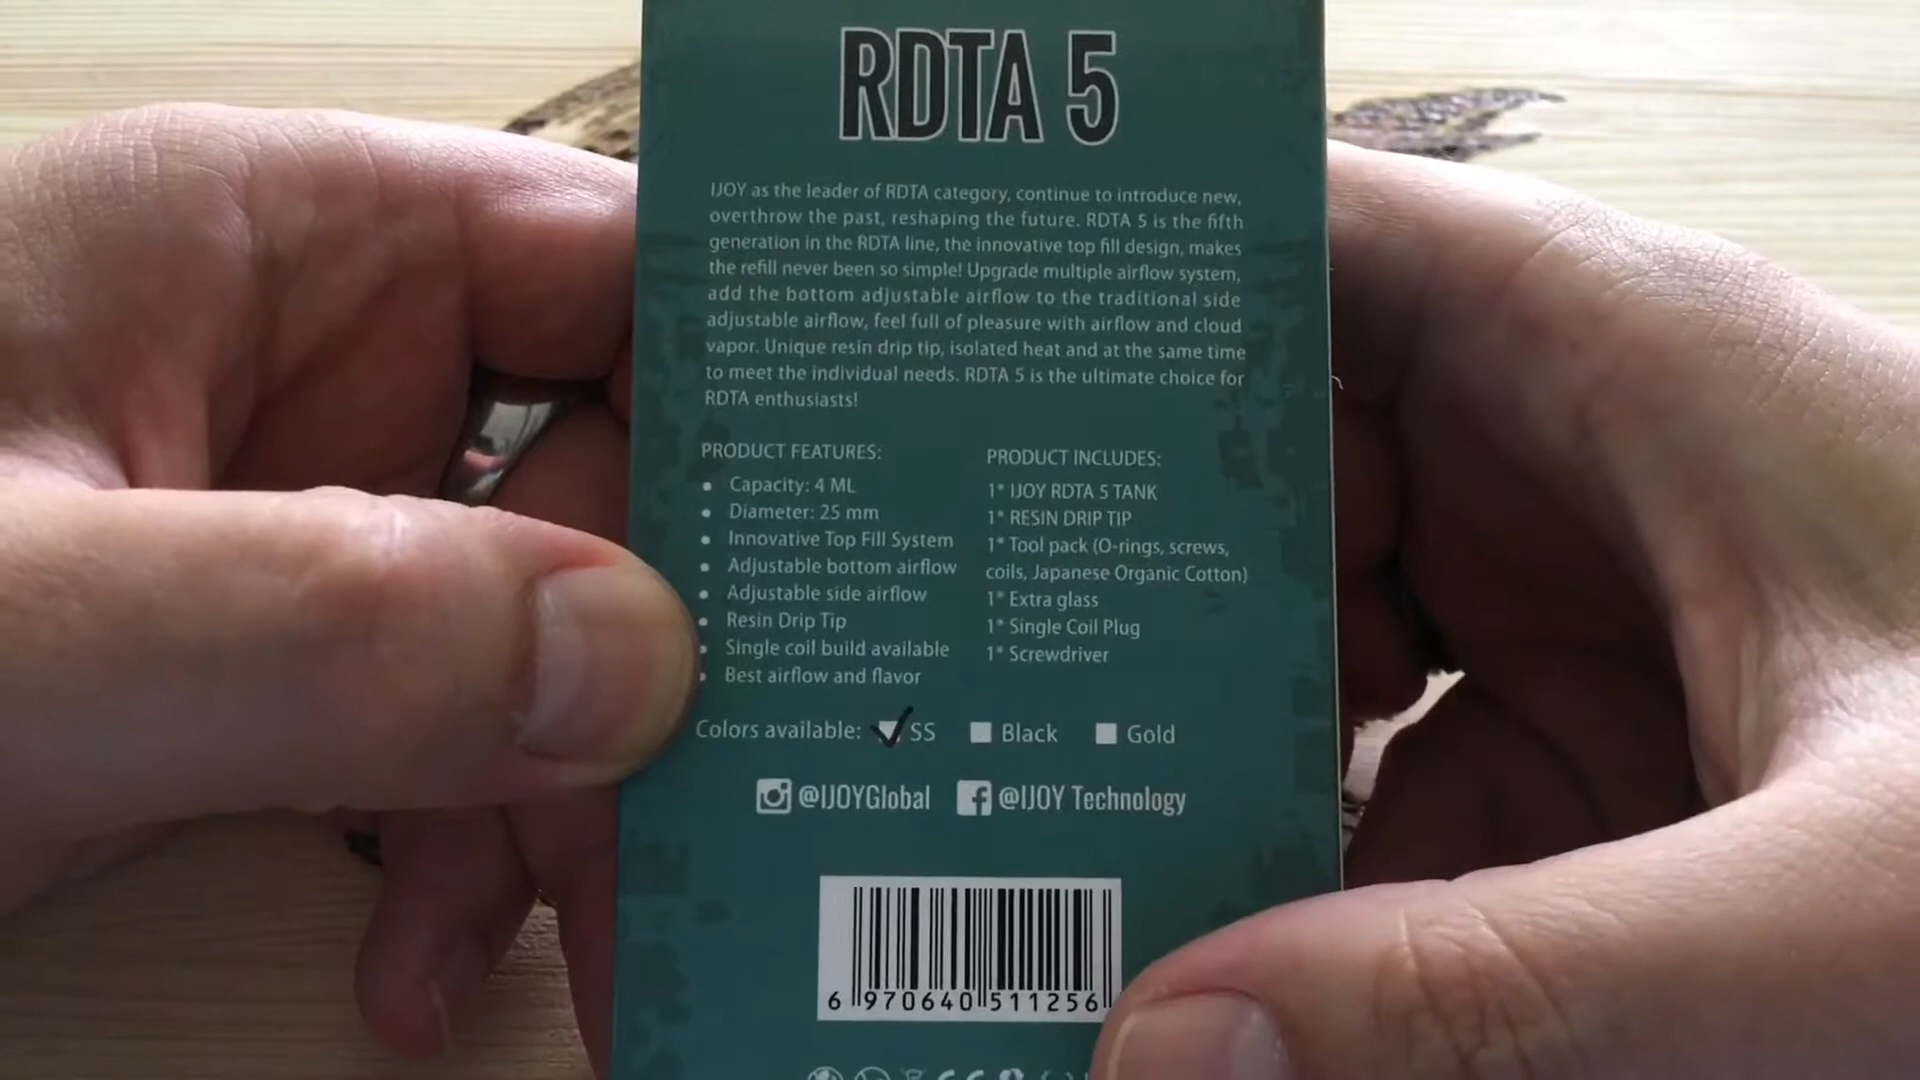 RDTA 5
IJOY as the leader of RDTA category, continue to introduce new,
overthrow the past, reshaping the future. RDTA 5 is the fifth
generation in the RDTA line, the innovative top fill design, makes
the refill never been so simple! Upgrade multiple airflow system,
add the bottom adjustable airflow to the traditional side
adjustable airflow, feel full of pleasure with airflow and cloud
vapor. Unique resin drip tip, isolated heat and at the same time
to meet the individual needs. RDTA 5 is the ultimate choice for
RDTA enthusiasts!
PRODUCT FEATURES:
• Capacity: 4 ML
• Diameter: 25 mm
• Innovative Top Fill System
• Adjustable bottom airflow
• Adjustable side airflow
• Resin Drip Tip
• Single coil build available
• Best airflow and flavor
PRODUCT INCLUDES:
1* IJOY RDTA 5 TANK
1* RESIN DRIP TIP
1* Tool pack (O-rings, screws,
coils, Japanese Organic Cotton)
1* Extra glass
1* Single Coil Plug
1* Screwdriver
Colors available: SS Black Gold
@IJOYGlobal @IJOY Technology
6 970640 511256